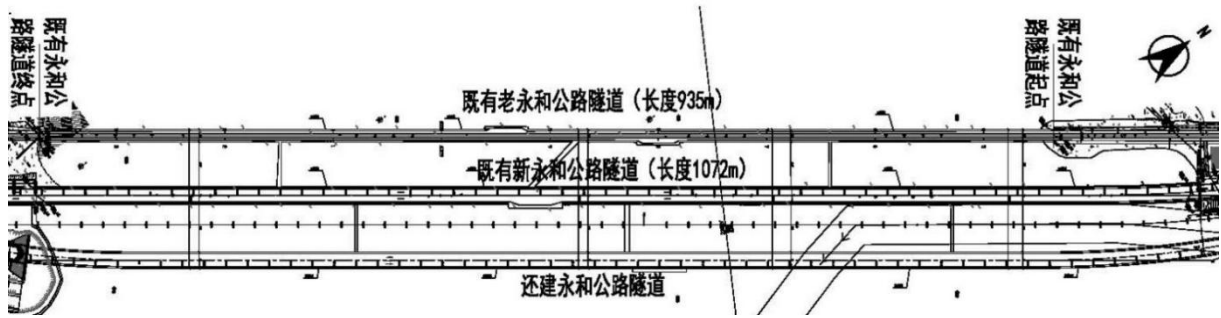 既有永和公
路隧道终点
既有永和公
路隧道起点
N
既有老永和公路隧道（长度935m）
既有新永和公路隧道（长度1072m）
还建永和公路隧道